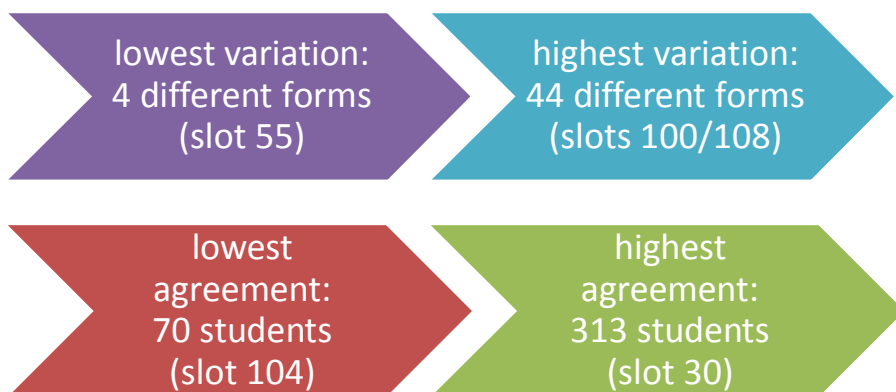 lowest variation:
4 different forms
(slot 55)
highest variation:
44 different forms
(slots 100/108)
lowest
agreement:
70 students
(slot 104)
highest
agreement:
313 students
(slot 30)